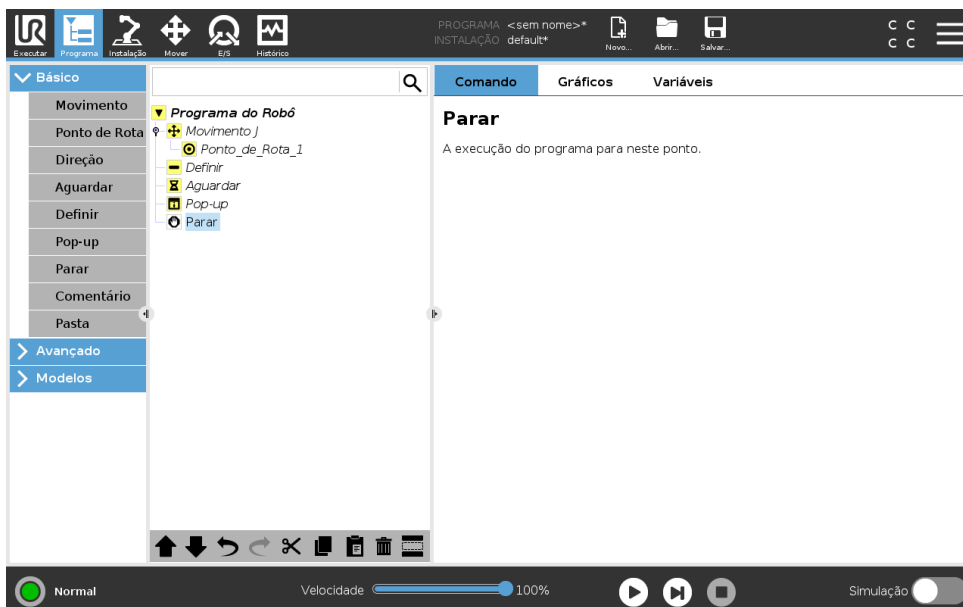 UR
PROGRAMA <sem nome>*
INSTALAÇÃO default*
C C
C C
Executar Programa Instalação Mover E/S Histórico Novo... Abrir... Salvar...
Básico
Movimento
Ponto de Rota
Direção
Aguardar
Definir
Pop-up
Parar
Comentário
Pasta
Avançado
Modelos
Programa do Robô
Movimento J
Ponto_de_Rota_1
Definir
Aguardar
Pop-up
Parar
Comando Gráficos Variáveis
Parar
A execução do programa para neste ponto.
Normal Velocidade 100% Simulação